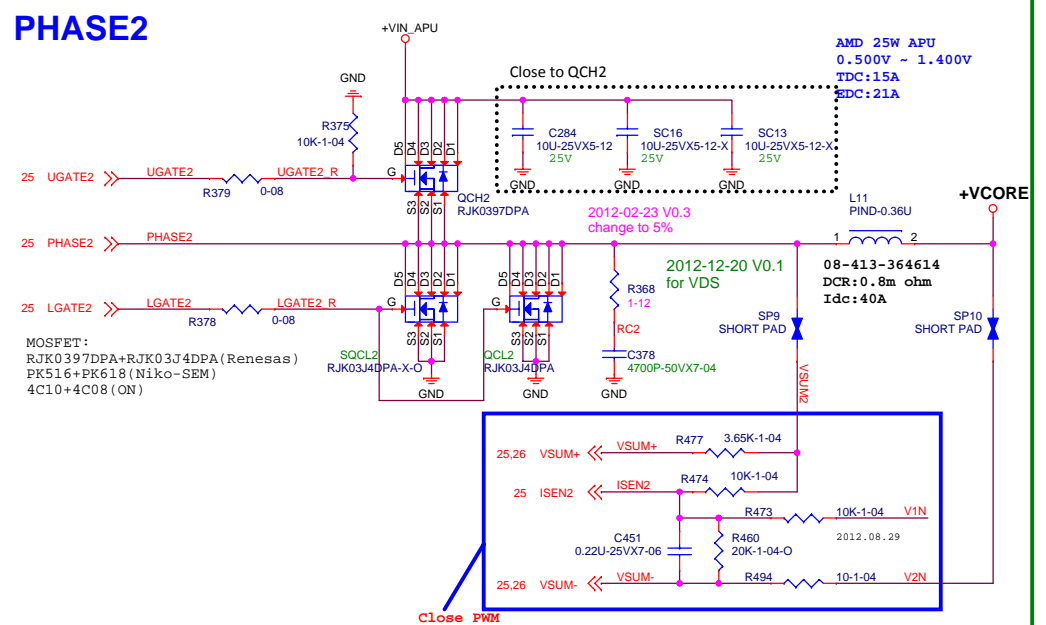 PHASE2
+VIN_APU
AMD 25W APU
0.500V ~ 1.400V
TDC:15A
EDC:21A
Close to QCH2
GND
R375
10K-1-04
C284
10U-25VX5-12
25V
GND
SC16
10U-25VX5-12-X
25V
GND
SC13
10U-25VX5-12-X
25V
GND
D5
D4
D3
D2
D1
25 UGATE2
UGATE2
R379
0-08
UGATE2_R
G
S3
S2
S1
QCH2
RJK0397DPA
2012-02-23 V0.3
change to 5%
L11
PIND-0.36U
+VCORE
25 PHASE2
PHASE2
1
2
08-413-364614
DCR:0.8m ohm
Idc:40A
2012-12-20 V0.1
for VDS
D5
D4
D3
D2
D1
D5
D4
D3
D2
D1
R368
1-12
25 LGATE2
LGATE2
R378
0-08
LGATE2_R
G
G
S3
S2
S1
S3
S2
S1
RC2
SP9
SHORT PAD
SP10
SHORT PAD
MOSFET:
RJK0397DPA+RJK03J4DPA(Renesas)
PK516+PK618(Niko-SEM)
4C10+4C08(ON)
SQCL2
RJK03J4DPA-X-O
GND
QCL2
RJK03J4DPA
GND
C378
4700P-50VX7-04
GND
VSUM2
25,26 VSUM+
VSUM+
R477
3.65K-1-04
25 ISEN2
ISEN2
R474
10K-1-04
R473
10K-1-04
V1N
2012.08.29
C451
0.22U-25VX7-06
R460
20K-1-04-O
25,26 VSUM-
VSUM-
R494
10-1-04
V2N
Close PWM